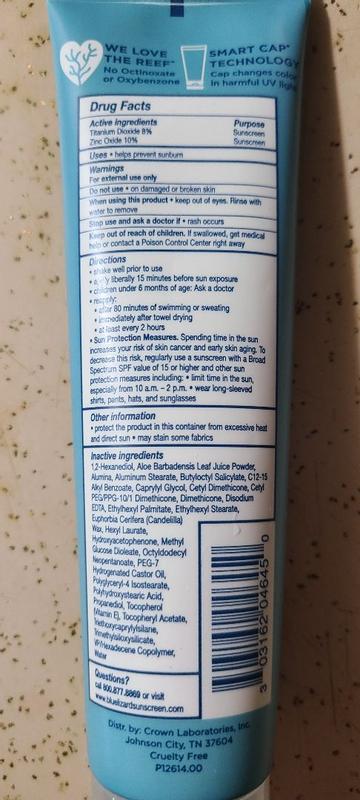 WE LOVE
THE REEF™
No Octinoxate
or Oxybenzone
SMART CAP®
TECHNOLOGY
Cap changes color
in harmful UV light
Drug Facts
Active ingredients Purpose
Titanium Dioxide 8% Sunscreen
Zinc Oxide 10% Sunscreen
Uses • helps prevent sunburn
Warnings
For external use only
Do not use • on damaged or broken skin
When using this product • keep out of eyes. Rinse with
water to remove
Stop use and ask a doctor if • rash occurs
Keep out of reach of children. If swallowed, get medical
help or contact a Poison Control Center right away
Directions
• shake well prior to use
• apply liberally 15 minutes before sun exposure
• children under 6 months of age: Ask a doctor
• reapply:
• after 80 minutes of swimming or sweating
• immediately after towel drying
• at least every 2 hours
• Sun Protection Measures. Spending time in the sun
increases your risk of skin cancer and early skin aging. To
decrease this risk, regularly use a sunscreen with a Broad
Spectrum SPF value of 15 or higher and other sun
protection measures including: • limit time in the sun,
especially from 10 a.m. – 2 p.m. • wear long-sleeved
shirts, pants, hats, and sunglasses
Other information
• protect the product in this container from excessive heat
and direct sun • may stain some fabrics
Inactive ingredients
1,2-Hexanediol, Aloe Barbadensis Leaf Juice Powder,
Alumina, Aluminum Stearate, Butyloctyl Salicylate, C12-15
Alkyl Benzoate, Caprylyl Glycol, Cetyl Dimethicone, Cetyl
PEG/PPG-10/1 Dimethicone, Dimethicone, Disodium
EDTA, Ethylhexyl Palmitate, Ethylhexyl Stearate,
Euphorbia Cerifera (Candelilla)
Wax, Hexyl Laurate,
Hydroxyacetophenone, Methyl
Glucose Dioleate, Octyldodecyl
Neopentanoate, PEG-7
Hydrogenated Castor Oil,
Polyglyceryl-4 Isostearate,
Polyhydroxystearic Acid,
Propanediol, Tocopherol
(Vitamin E), Tocopheryl Acetate,
Triethoxycaprylylsilane,
Trimethylsiloxysilicate,
VP/Hexadecene Copolymer,
Water
3 03162 04645 0
Questions?
call 800.877.8869 or visit
www.bluelizardsunscreen.com
Distr. by: Crown Laboratories, Inc.
Johnson City, TN 37604
Cruelty Free
P12614.00